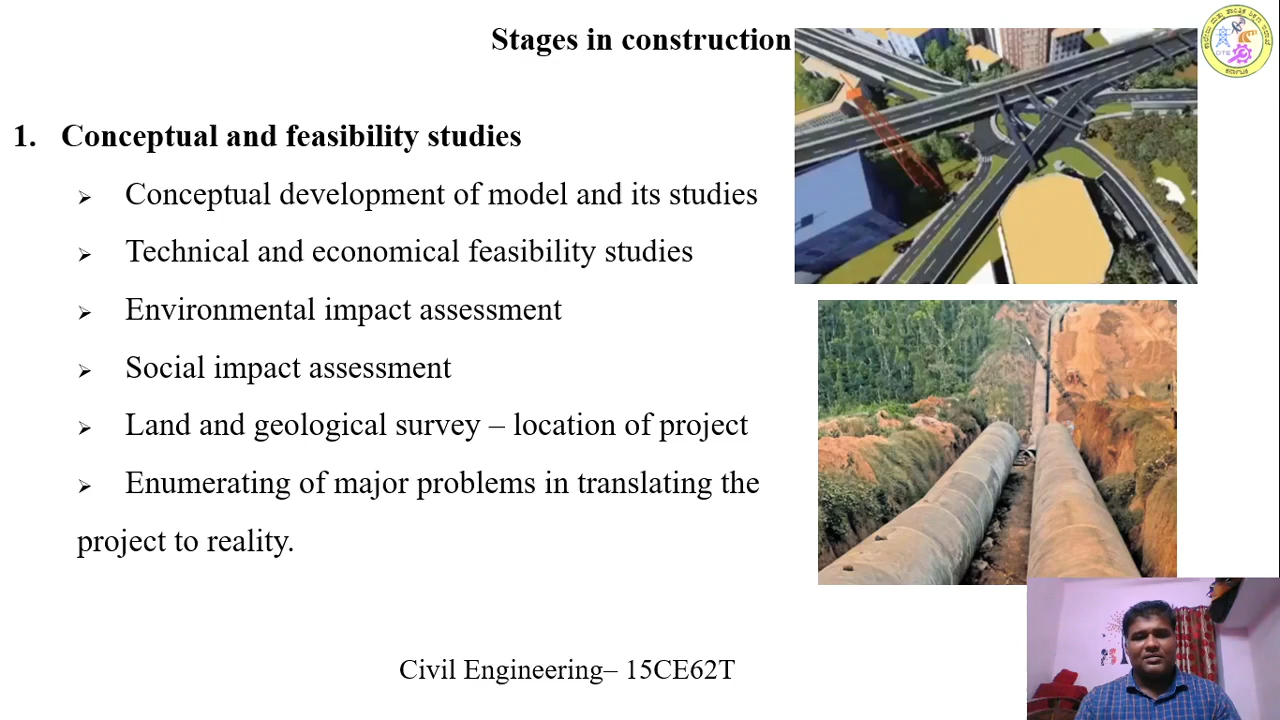 Stages in construction
1. Conceptual and feasibility studies
➢ Conceptual development of model and its studies
➢ Technical and economical feasibility studies
➢ Environmental impact assessment
➢ Social impact assessment
➢ Land and geological survey – location of project
➢ Enumerating of major problems in translating the
project to reality.
Civil Engineering– 15CE62T
DTE